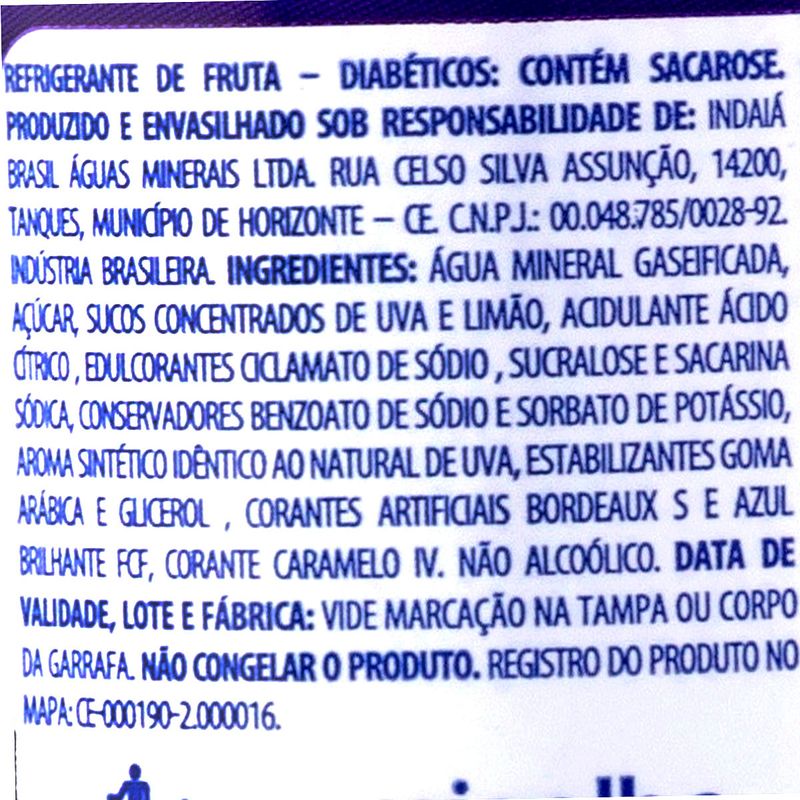 REFRIGERANTE DE FRUTA – DIABÉTICOS: CONTÉM SACAROSE.
PRODUZIDO E ENVASILHADO SOB RESPONSABILIDADE DE: INDAIÁ
BRASIL ÁGUAS MINERAIS LTDA. RUA CELSO SILVA ASSUNÇÃO, 14200,
TANQUES, MUNICÍPIO DE HORIZONTE – CE. C.N.P.J.: 00.048.785/0028-92.
INDÚSTRIA BRASILEIRA. INGREDIENTES: ÁGUA MINERAL GASEIFICADA,
AÇÚCAR, SUCOS CONCENTRADOS DE UVA E LIMÃO, ACIDULANTE ÁCIDO
CÍTRICO , EDULCORANTES CICLAMATO DE SÓDIO , SUCRALOSE E SACARINA
SÓDICA, CONSERVADORES BENZOATO DE SÓDIO E SORBATO DE POTÁSSIO,
AROMA SINTÉTICO IDÊNTICO AO NATURAL DE UVA, ESTABILIZANTES GOMA
ARÁBICA E GLICEROL , CORANTES ARTIFICIAIS BORDEAUX S E AZUL
BRILHANTE FCF, CORANTE CARAMELO IV. NÃO ALCOÓLICO. DATA DE
VALIDADE, LOTE E FÁBRICA: VIDE MARCAÇÃO NA TAMPA OU CORPO
DA GARRAFA. NÃO CONGELAR O PRODUTO. REGISTRO DO PRODUTO NO
MAPA: CE-000190-2.000016.